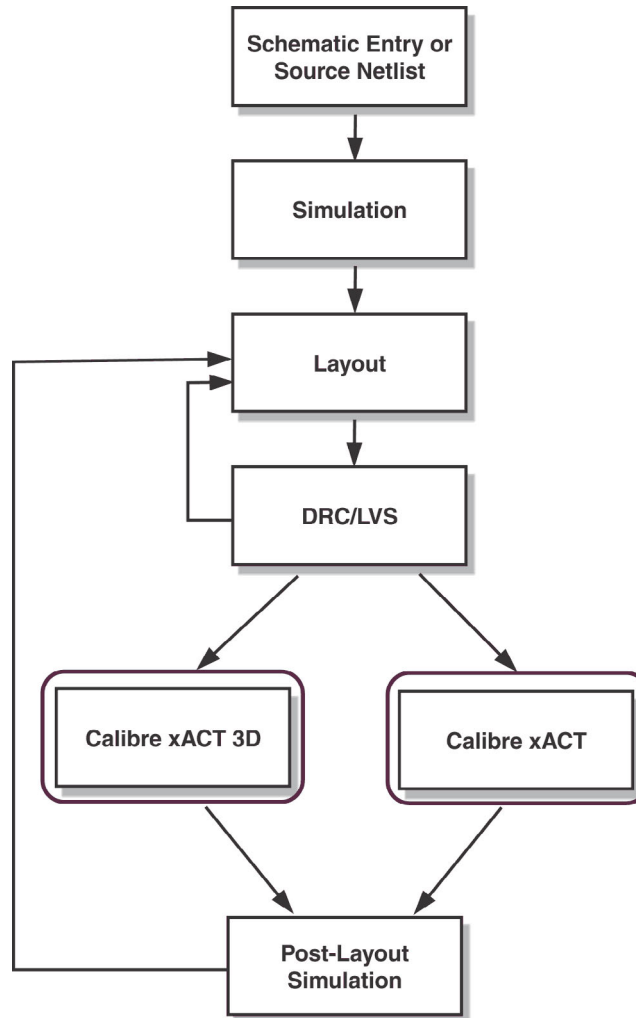 Schematic Entry or
Source Netlist
Simulation
Layout
DRC/LVS
Calibre xACT 3D
Calibre xACT
Post-Layout
Simulation